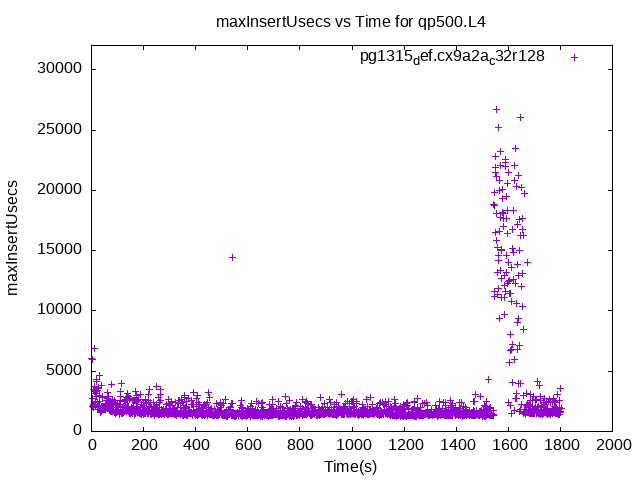 maxInsertUsecs vs Time for qp500.L4
pg1315_def.cx9a2a_c32r128
30000
25000
20000
15000
10000
5000
0
maxInsertUsecs
0 200 400 600 800 1000 1200 1400 1600 1800 2000
Time(s)